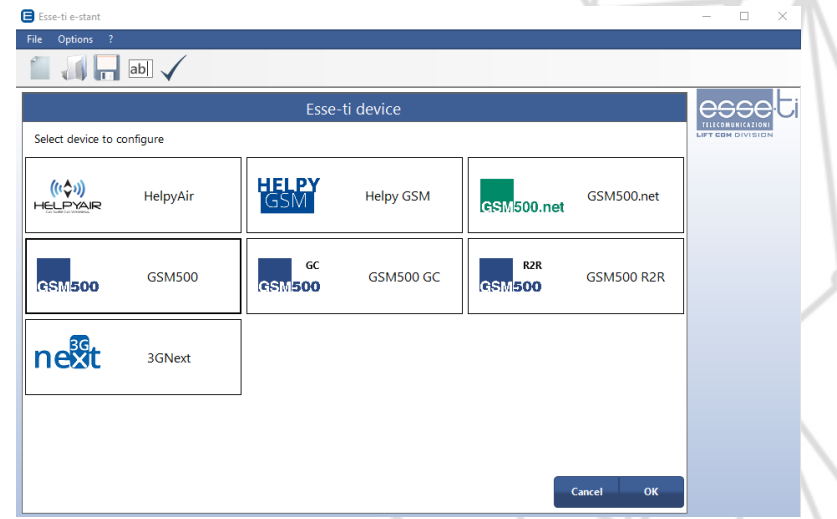 Esse-ti e-stant
File Options ?
ab|
Esse-ti device
esse-ti
TELECOMUNICAZIONI
LIFT COM DIVISION
Select device to configure
HELPYAIR
HelpyAir
HELPY
GSM
Helpy GSM
GSM500.net
GSM500.net
GSM500
GSM500
GC
GSM500
GSM500 GC
R2R
GSM500
GSM500 R2R
3G
next
3GNext
Cancel OK